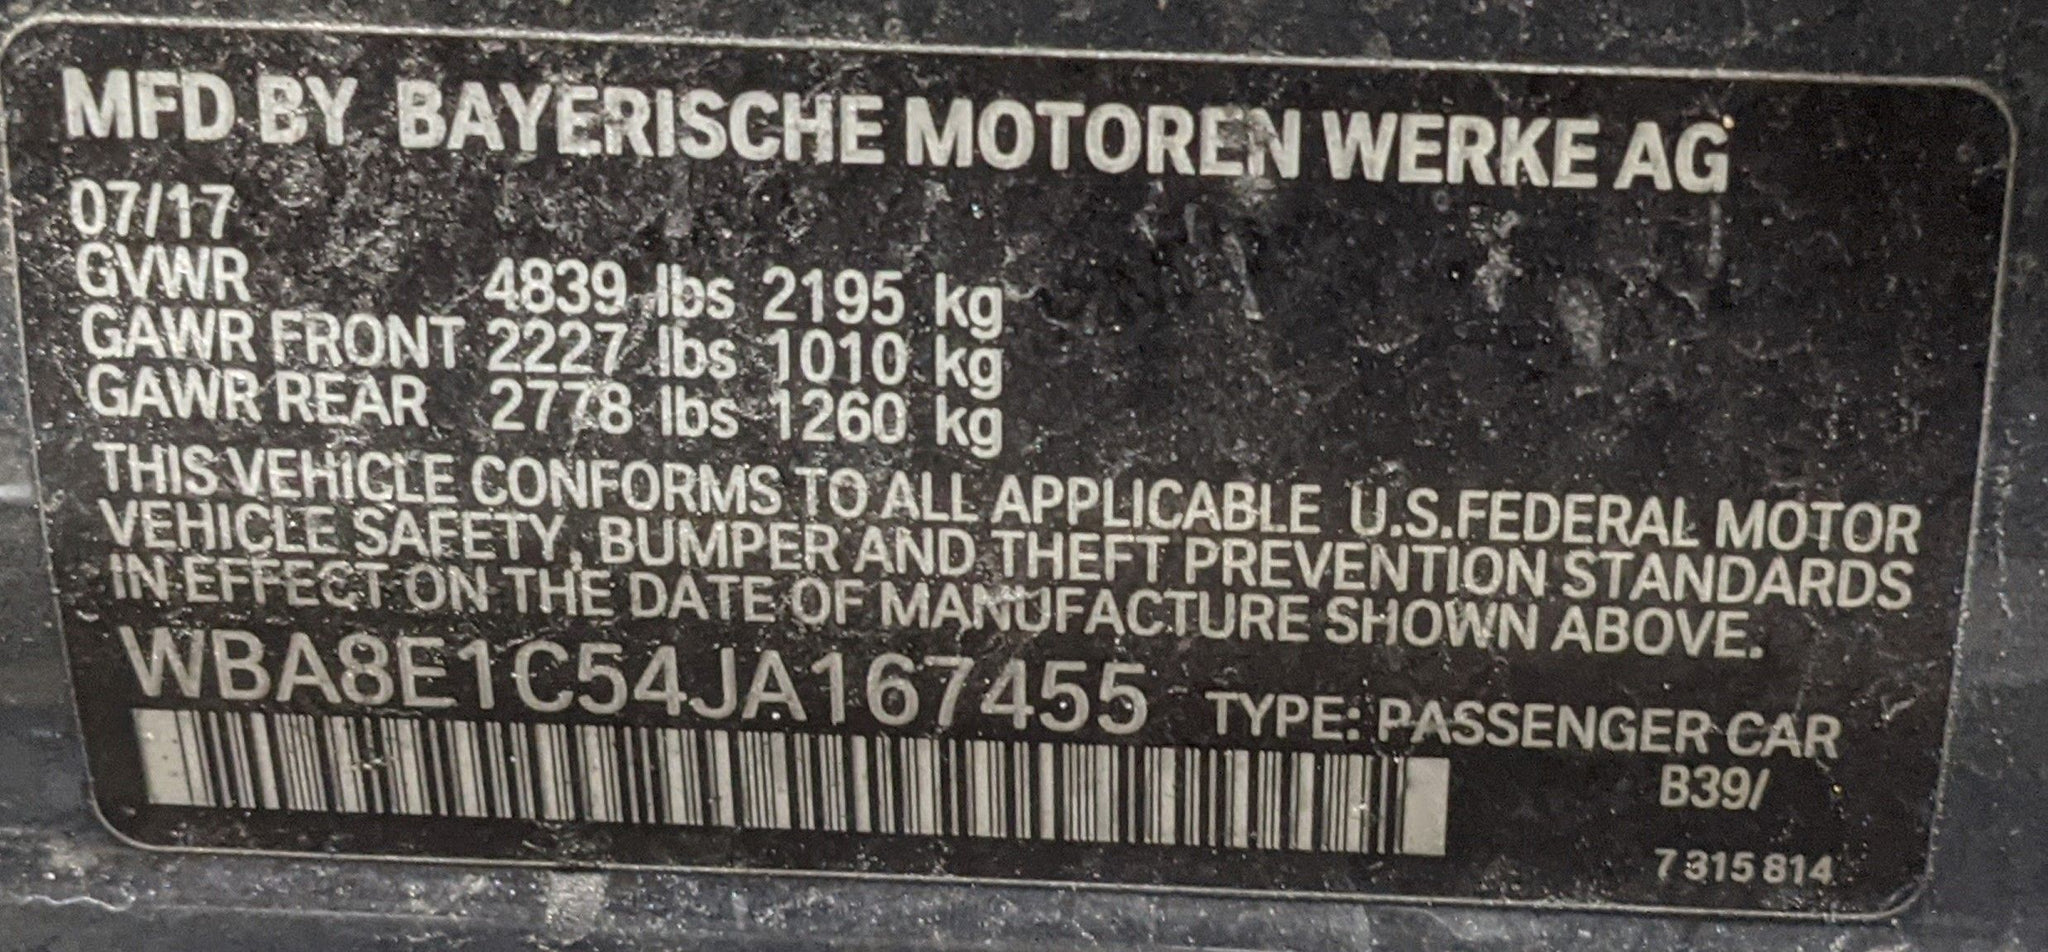 MFD BY BAYERISCHE MOTOREN WERKE AG
07/17
GVWR 4839 lbs 2195 kg
GAWR FRONT 2227 lbs 1010 kg
GAWR REAR 2778 lbs 1260 kg
THIS VEHICLE CONFORMS TO ALL APPLICABLE U.S.FEDERAL MOTOR
VEHICLE SAFETY, BUMPER AND THEFT PREVENTION STANDARDS
IN EFFECT ON THE DATE OF MANUFACTURE SHOWN ABOVE.
WBA8E1C54JA167455 TYPE: PASSENGER CAR
B39/
7 315 814